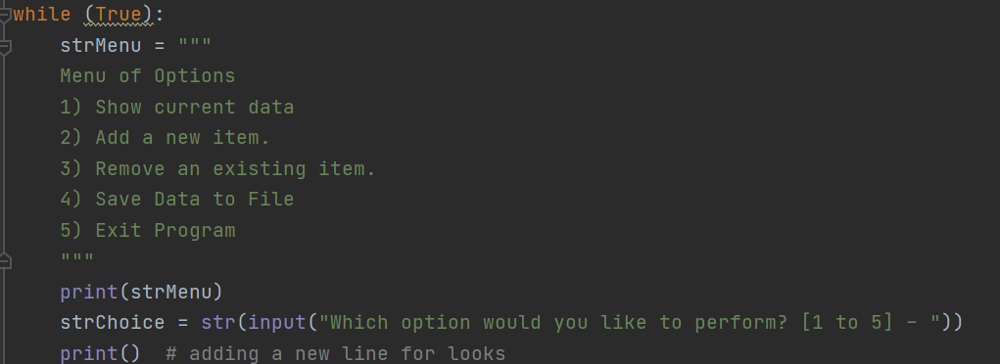 while (True):
    strMenu = """
    Menu of Options
    1) Show current data
    2) Add a new item.
    3) Remove an existing item.
    4) Save Data to File
    5) Exit Program
    """
    print(strMenu)
    strChoice = str(input("Which option would you like to perform? [1 to 5] - "))
    print()  # adding a new line for looks